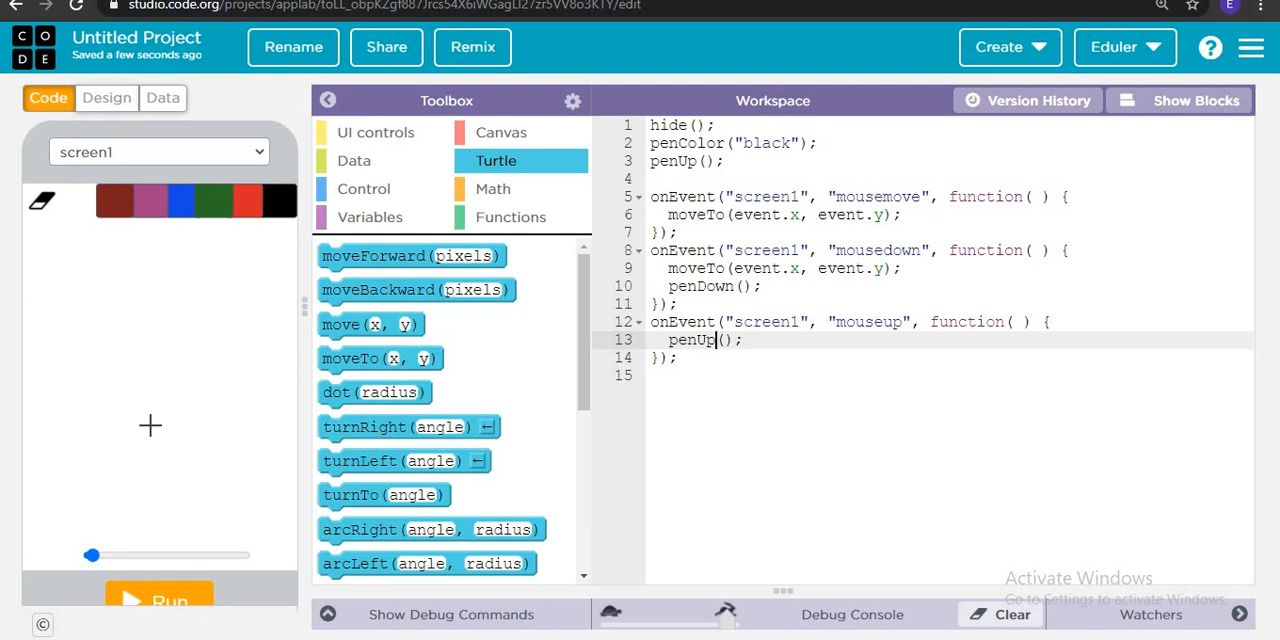 studio.code.org/projects/applab/toLL_obpKZgf887Jrcs54X6iWGagLI27zr5VV8o3KTY/edit
E
C O D E
Untitled Project
Saved a few seconds ago
Rename
Share
Remix
Create
Eduler
?
Code
Design
Data
Toolbox
Workspace
Version History
Show Blocks
screen1
UI controls
Canvas
Data
Turtle
Control
Math
Variables
Functions
moveForward(pixels)
moveBackward(pixels)
move(x, y)
moveTo(x, y)
dot(radius)
turnRight(angle)
turnLeft(angle)
turnTo(angle)
arcRight(angle, radius)
arcLeft(angle, radius)
1 hide();
2 penColor("black");
3 penUp();
4
5 onEvent("screen1", "mousemove", function( ) {
6 moveTo(event.x, event.y);
7 });
8 onEvent("screen1", "mousedown", function( ) {
9 moveTo(event.x, event.y);
10 penDown();
11 });
12 onEvent("screen1", "mouseup", function( ) {
13 penUp();
14 });
15
Run
©
Activate Windows
Go to Settings to activate Windows.
Show Debug Commands
Debug Console
Clear
Watchers